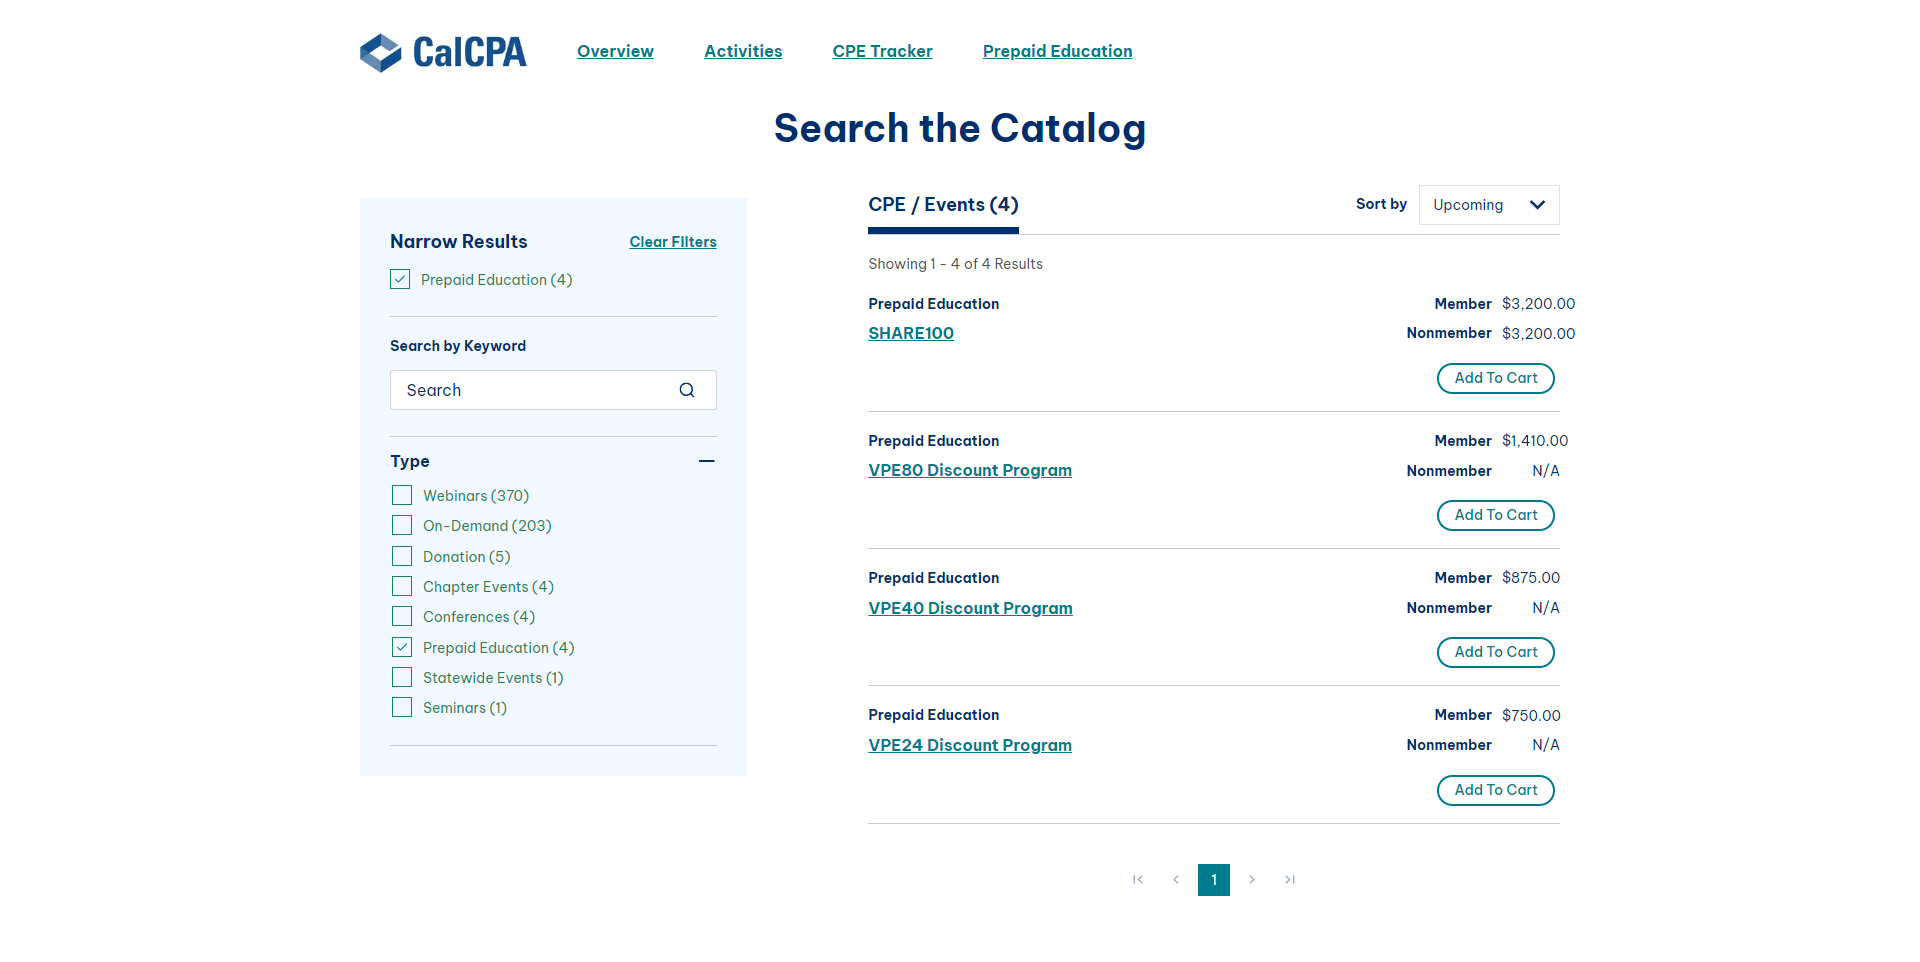 CalCPA
Overview
Activities
CPE Tracker
Prepaid Education
Search the Catalog
Narrow Results
Clear Filters
Prepaid Education (4)
Search by Keyword
Search
Type
Webinars (370)
On-Demand (203)
Donation (5)
Chapter Events (4)
Conferences (4)
Prepaid Education (4)
Statewide Events (1)
Seminars (1)
CPE / Events (4)
Sort by
Upcoming
Showing 1 - 4 of 4 Results
Prepaid Education
Member $3,200.00
SHARE100
Nonmember $3,200.00
Add To Cart
Prepaid Education
Member $1,410.00
VPE80 Discount Program
Nonmember N/A
Add To Cart
Prepaid Education
Member $875.00
VPE40 Discount Program
Nonmember N/A
Add To Cart
Prepaid Education
Member $750.00
VPE24 Discount Program
Nonmember N/A
Add To Cart
1